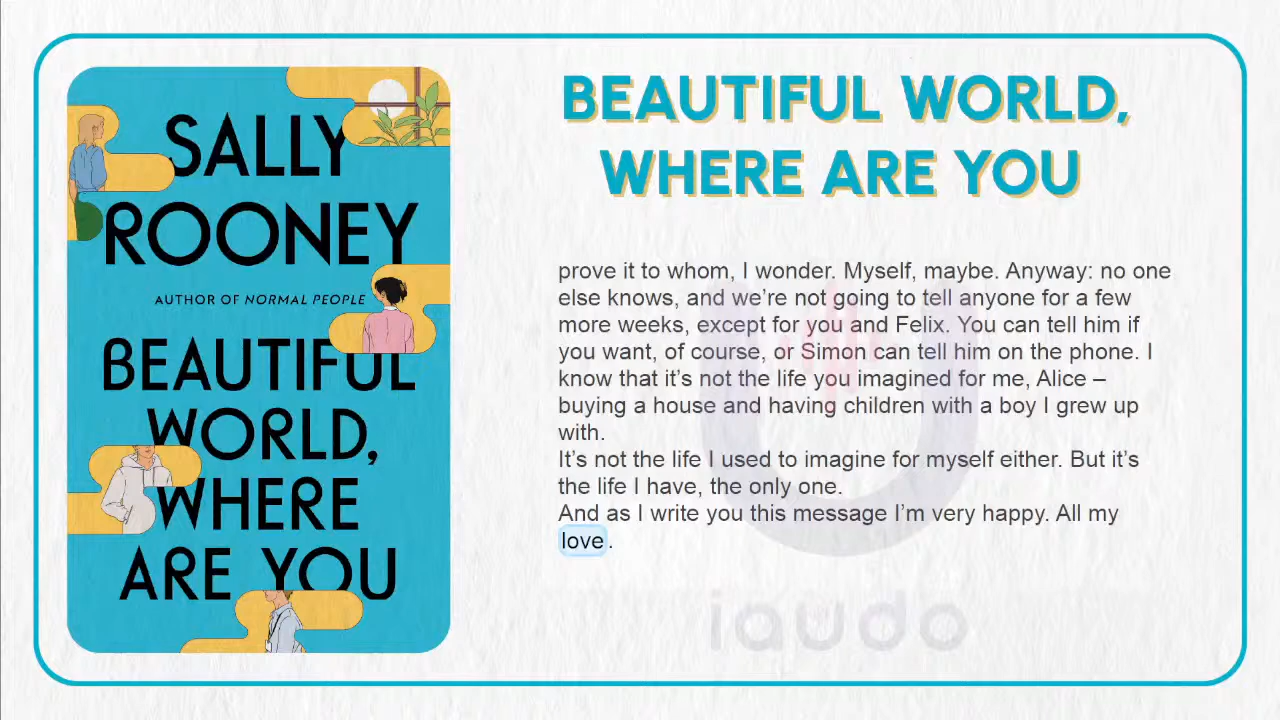 SALLY
ROONEY
AUTHOR OF NORMAL PEOPLE
BEAUTIFUL
WORLD,
WHERE
ARE YOU
BEAUTIFUL WORLD,
WHERE ARE YOU
prove it to whom, I wonder. Myself, maybe. Anyway: no one
else knows, and we’re not going to tell anyone for a few
more weeks, except for you and Felix. You can tell him if
you want, of course, or Simon can tell him on the phone. I
know that it’s not the life you imagined for me, Alice –
buying a house and having children with a boy I grew up
with.
It’s not the life I used to imagine for myself either. But it’s
the life I have, the only one.
And as I write you this message I’m very happy. All my
love.
iaudo